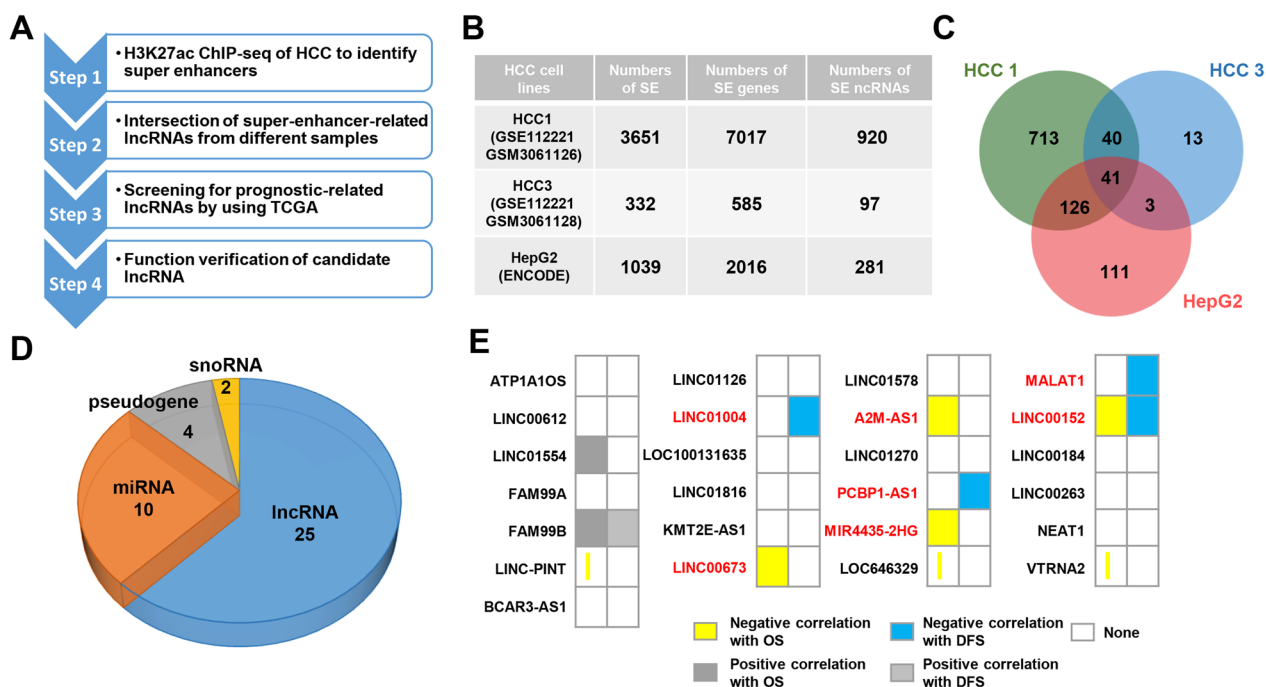 A
Step 1
• H3K27ac ChIP-seq of HCC to identify
super enhancers
Step 2
• Intersection of super-enhancer-related
lncRNAs from different samples
Step 3
• Screening for prognostic-related
lncRNAs by using TCGA
Step 4
• Function verification of candidate
lncRNA
B
HCC cell
lines
Numbers
of SE
Numbers of
SE genes
Numbers of
SE ncRNAs
HCC1
(GSE112221
GSM3061126)
3651
7017
920
HCC3
(GSE112221
GSM3061128)
332
585
97
HepG2
(ENCODE)
1039
2016
281
C
HCC 1
HCC 3
713
40
13
41
126
3
111
HepG2
D
snoRNA
2
pseudogene
4
miRNA
10
lncRNA
25
E
ATP1A1OS
LINC00612
LINC01554
FAM99A
FAM99B
LINC-PINT
BCAR3-AS1
LINC01126
LINC01004
LOC100131635
LINC01816
KMT2E-AS1
LINC00673
LINC01578
A2M-AS1
LINC01270
PCBP1-AS1
MIR4435-2HG
LOC646329
MALAT1
LINC00152
LINC00184
LINC00263
NEAT1
VTRNA2
Negative correlation
with OS
Negative correlation
with DFS
None
Positive correlation
with OS
Positive correlation
with DFS